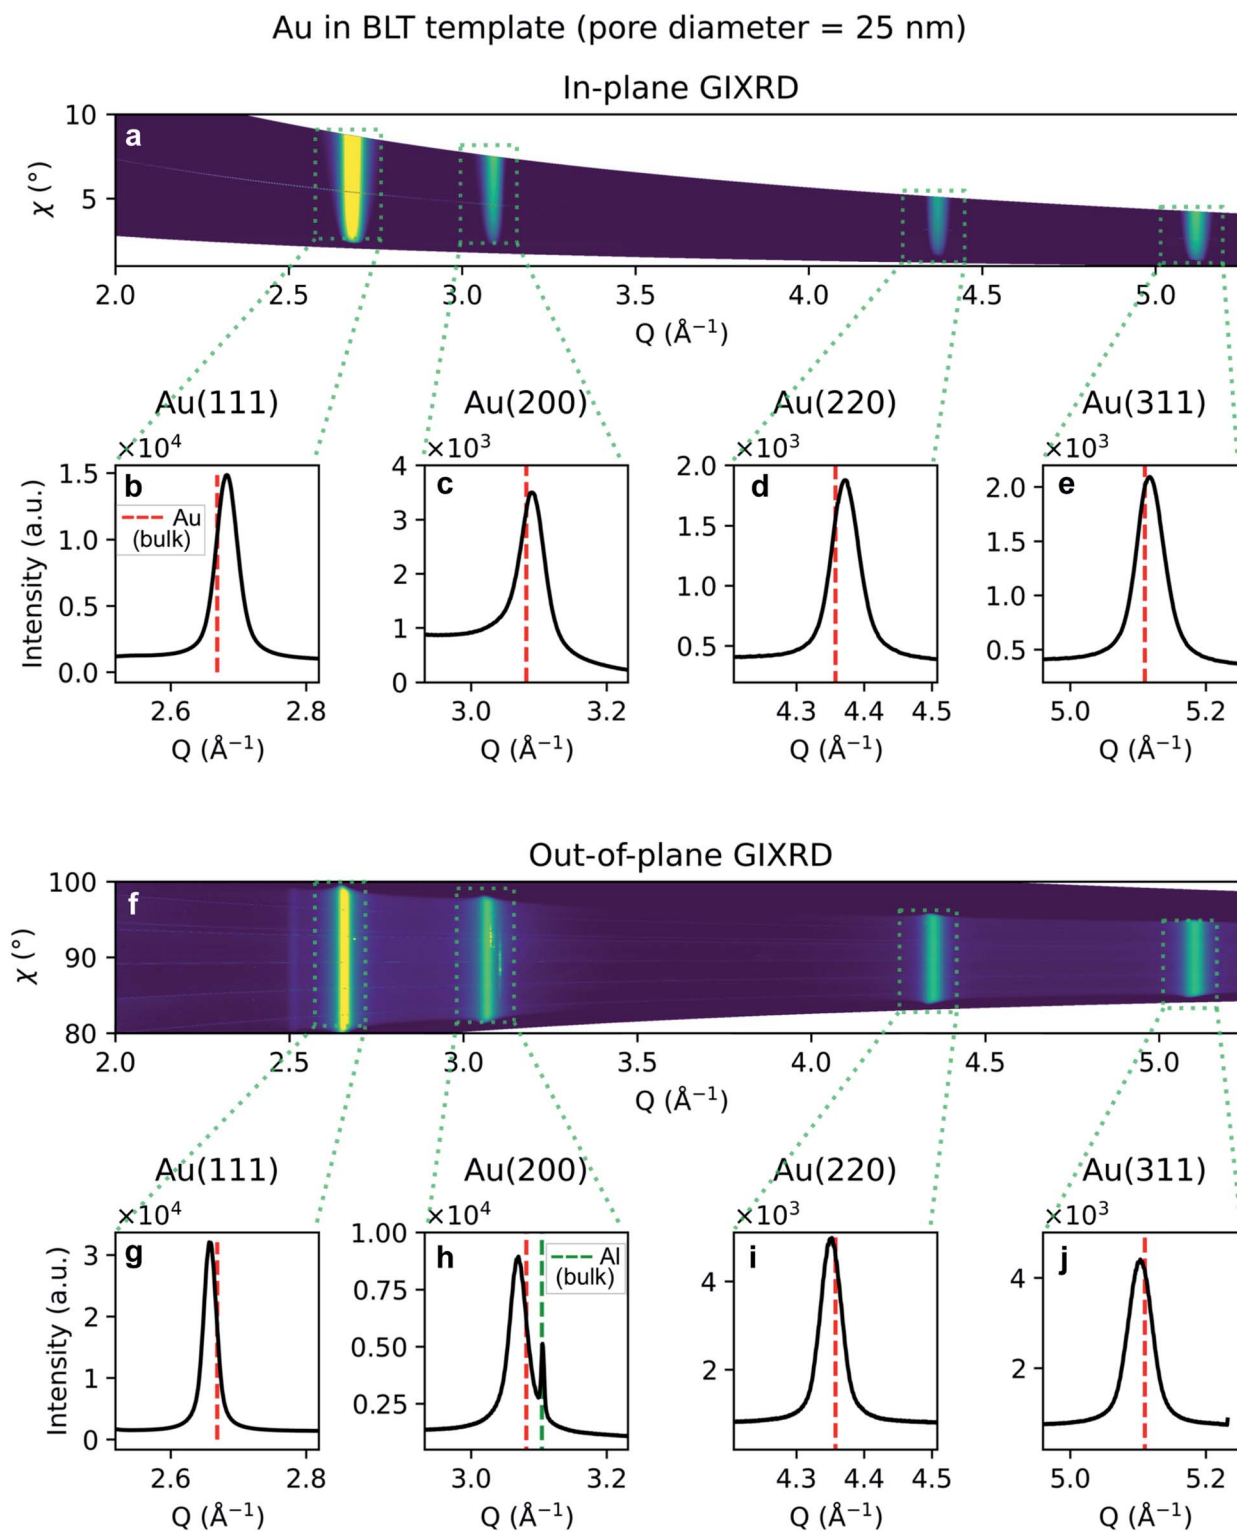 Au in BLT template (pore diameter = 25 nm)
In-plane GIXRD
a
10
5
χ (°)
2.0 2.5 3.0 3.5 4.0 4.5 5.0
Q (Å⁻¹)
Au(111) Au(200) Au(220) Au(311)
×10⁴ ×10³ ×10³ ×10³
b c d e
Au
(bulk)
Intensity (a.u.)
1.5
1.0
0.5
0.0
4
3
2
1
0
2.0
1.5
1.0
0.5
2.0
1.5
1.0
0.5
2.6 2.8 3.0 3.2 4.3 4.4 4.5 5.0 5.2
Q (Å⁻¹) Q (Å⁻¹) Q (Å⁻¹) Q (Å⁻¹)
Out-of-plane GIXRD
f
100
90
80
χ (°)
2.0 2.5 3.0 3.5 4.0 4.5 5.0
Q (Å⁻¹)
Au(111) Au(200) Au(220) Au(311)
×10⁴ ×10⁴ ×10³ ×10³
g h i j
Al
(bulk)
Intensity (a.u.)
3
2
1
0
1.00
0.75
0.50
0.25
4
2
4
2
2.6 2.8 3.0 3.2 4.3 4.4 4.5 5.0 5.2
Q (Å⁻¹) Q (Å⁻¹) Q (Å⁻¹) Q (Å⁻¹)